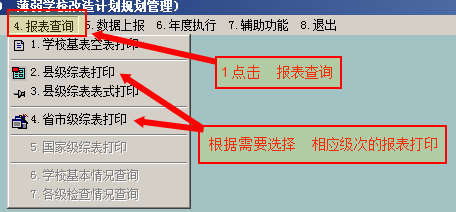 ( 薄弱学校改造计划规划管理)
4.报表查询 5.数据上报 6.年度执行 7.辅助功能 8.退出
1.学校基表空表打印
2.县级综表打印
3.县级综表表式打印
4.省市级综表打印
5.国家级综表打印
6.学校基本情况查询
7.各级检查情况查询
1点击 报表查询
根据需要选择 相应级次的报表打印